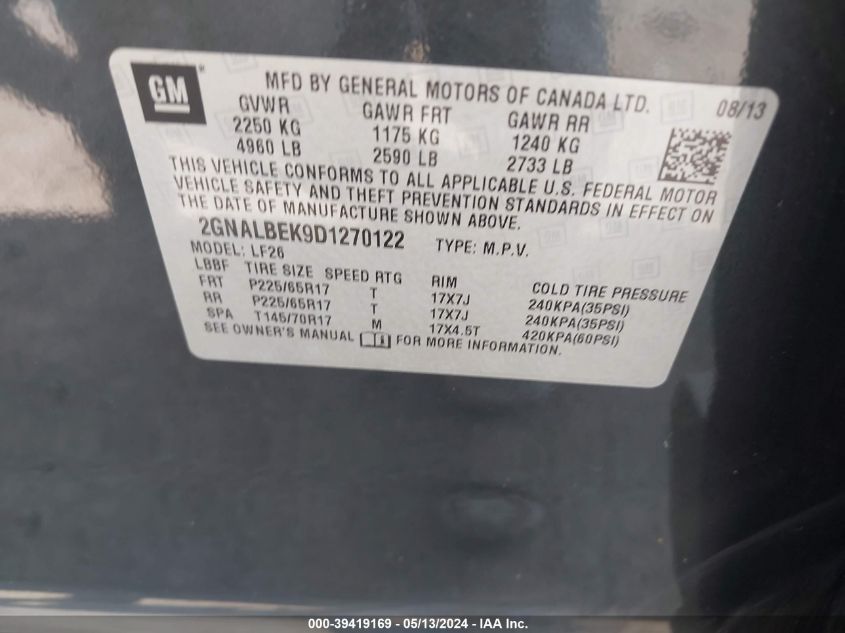 GM®
MFD BY GENERAL MOTORS OF CANADA LTD. 08/13
GVWR GAWR FRT GAWR RR
2250 KG 1175 KG 1240 KG
4960 LB 2590 LB 2733 LB
THIS VEHICLE CONFORMS TO ALL APPLICABLE U.S. FEDERAL MOTOR
VEHICLE SAFETY AND THEFT PREVENTION STANDARDS IN EFFECT ON
THE DATE OF MANUFACTURE SHOWN ABOVE.
2GNALBEK9D1270122 TYPE: M.P.V.
MODEL: LF26
LBBF TIRE SIZE SPEED RTG RIM COLD TIRE PRESSURE
FRT P225/65R17 T 17X7J 240KPA(35PSI)
RR P225/65R17 T 17X7J 240KPA(35PSI)
SPA T145/70R17 M 17X4.5T 420KPA(60PSI)
SEE OWNER'S MANUAL FOR MORE INFORMATION.
000-39419169 - 05/13/2024 - IAA Inc.